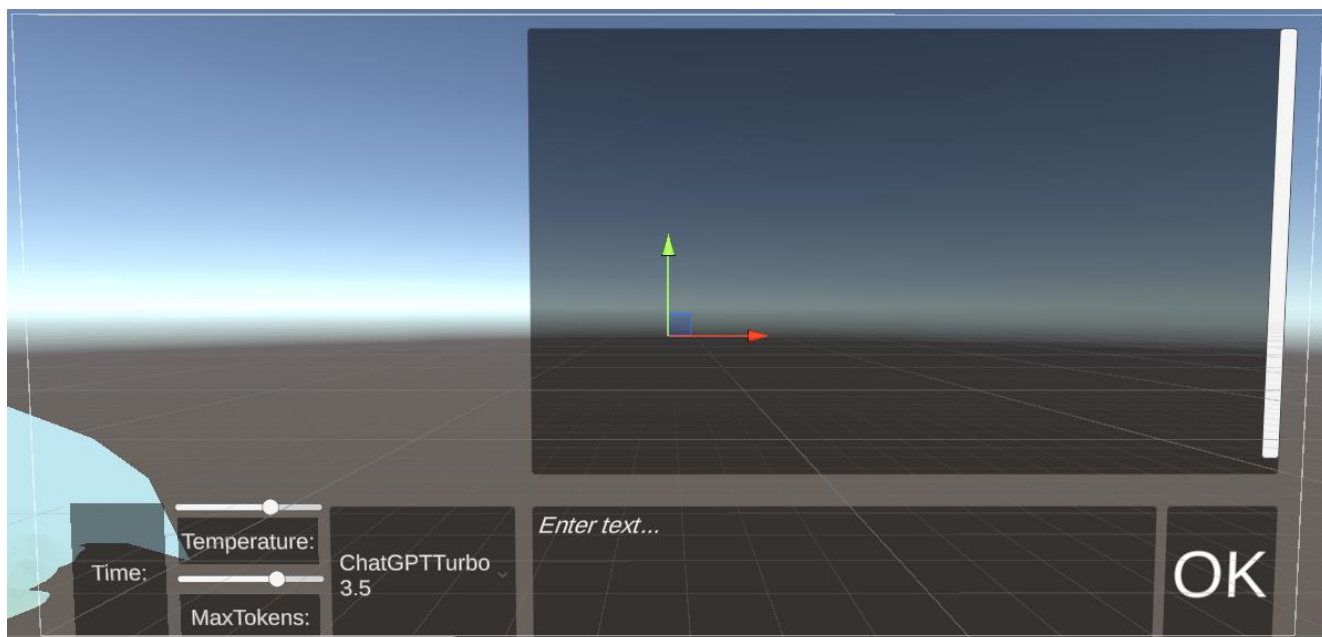 Enter text...
Temperature:
Time:
ChatGPTTurbo
3.5
OK
MaxTokens: